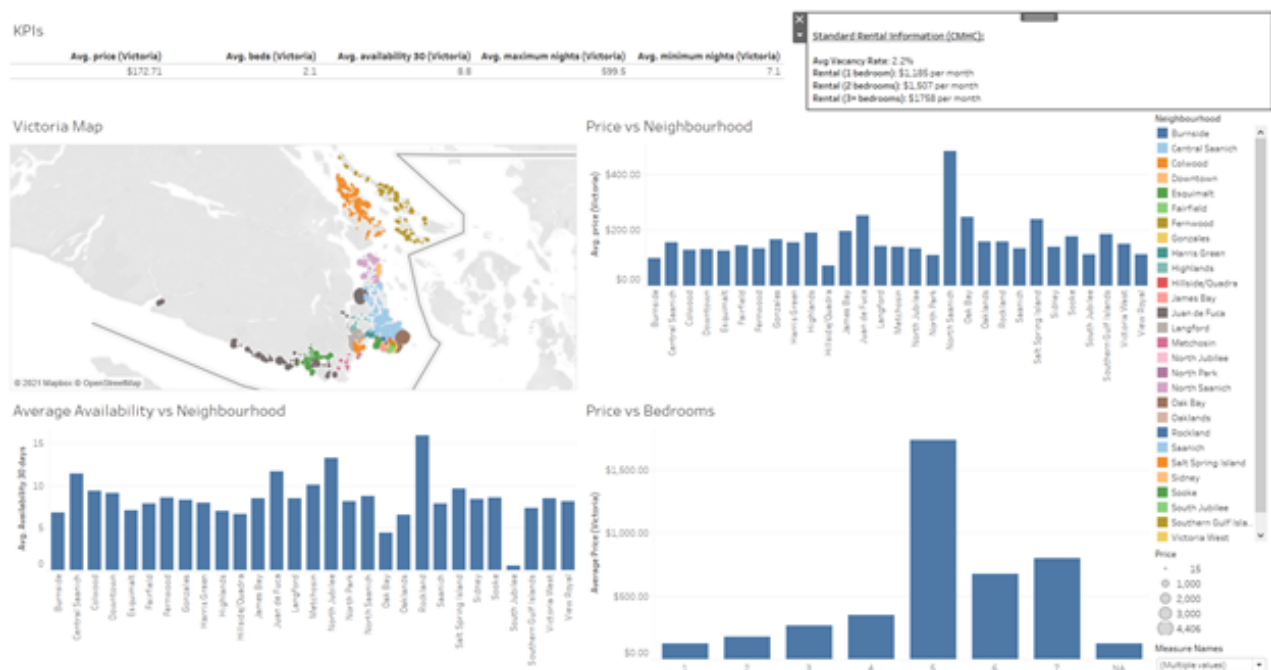 KPIs
Avg. price (Victoria) Avg. beds (Victoria) Avg. availability 30 (Victoria) Avg. maximum nights (Victoria) Avg. minimum nights (Victoria)
$172.71 2.1 8.8 599.5 7.1
Standard Rental Information (CMHC):
Avg Vacancy Rate: 2.2%
Rental (1 bedroom): $1,185 per month
Rental (2 bedrooms): $1,507 per month
Rental (3+ bedrooms): $1758 per month
Victoria Map
© 2021 Mapbox © OpenStreetMap
Price vs Neighbourhood
Avg. price (Victoria)
$400.00
$200.00
$0.00
Burnside
Central Saanich
Colwood
Downtown
Esquimalt
Fairfield
Fernwood
Gonzales
Harris Green
Highlands
Hillside/Quadra
James Bay
Juan de Fuca
Langford
Metchosin
North Jubilee
North Park
North Saanich
Oak Bay
Oaklands
Rockland
Saanich
Salt Spring Island
Sidney
Sooke
South Jubilee
Southern Gulf Islands
Victoria West
View Royal
Neighbourhood
Burnside
Central Saanich
Colwood
Downtown
Esquimalt
Fairfield
Fernwood
Gonzales
Harris Green
Highlands
Hillside/Quadra
James Bay
Juan de Fuca
Langford
Metchosin
North Jubilee
North Park
North Saanich
Oak Bay
Oaklands
Rockland
Saanich
Salt Spring Island
Sidney
Sooke
South Jubilee
Southern Gulf Isla..
Victoria West
Average Availability vs Neighbourhood
Avg. Availability 30 days
15
10
5
0
Burnside
Central Saanich
Colwood
Downtown
Esquimalt
Fairfield
Fernwood
Gonzales
Harris Green
Highlands
Hillside/Quadra
James Bay
Juan de Fuca
Langford
Metchosin
North Jubilee
North Park
North Saanich
Oak Bay
Oaklands
Rockland
Saanich
Salt Spring Island
Sidney
Sooke
South Jubilee
Southern Gulf Islands
Victoria West
View Royal
Price vs Bedrooms
Average Price (Victoria)
$1,500.00
$1,000.00
$500.00
$0.00
1 2 3 4 5 6 7 NA
Price
15
1,000
2,000
3,000
4,406
Measure Names
(Multiple values)